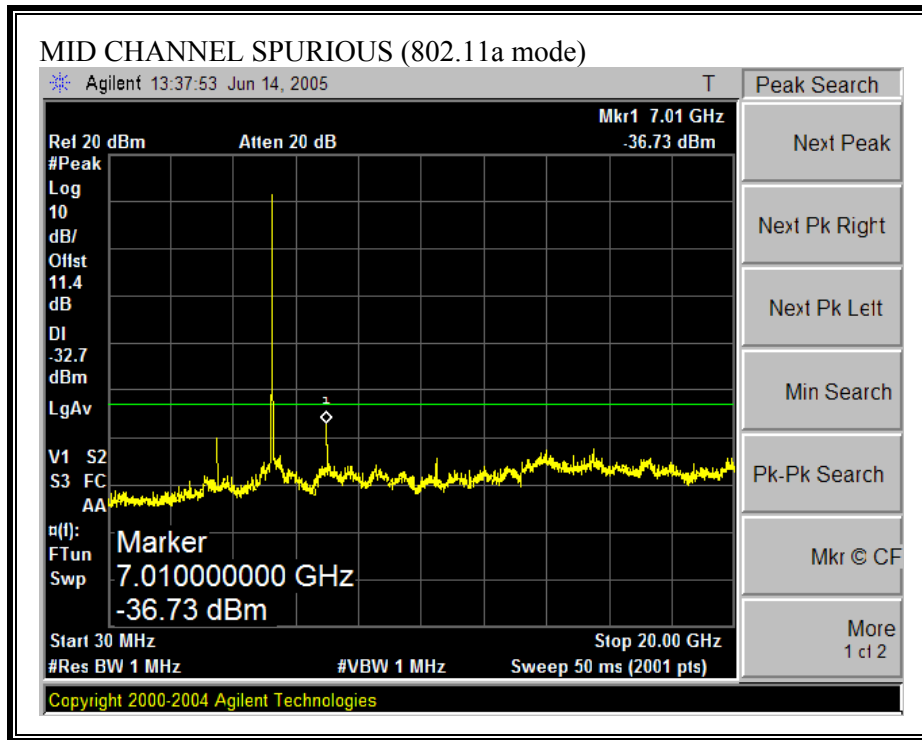 MID CHANNEL SPURIOUS (802.11a mode)
Agilent 13:37:53 Jun 14, 2005 T
Peak Search
Mkr1 7.01 GHz
Ref 20 dBm Atten 20 dB -36.73 dBm
#Peak
Log
10
dB/
Offst
11.4
dB
DI
-32.7
dBm
LgAv
1
V1 S2
S3 FC
AA
¤(f):
FTun
Swp
Marker
7.010000000 GHz
-36.73 dBm
Start 30 MHz Stop 20.00 GHz
#Res BW 1 MHz #VBW 1 MHz Sweep 50 ms (2001 pts)
Copyright 2000-2004 Agilent Technologies
Next Peak
Next Pk Right
Next Pk Left
Min Search
Pk-Pk Search
Mkr © CF
More
1 of 2